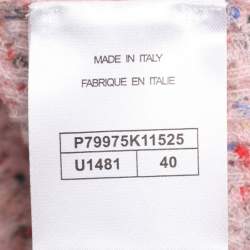 MADE IN ITALY
FABRIQUE EN ITALIE
P79975K11525
U1481 40